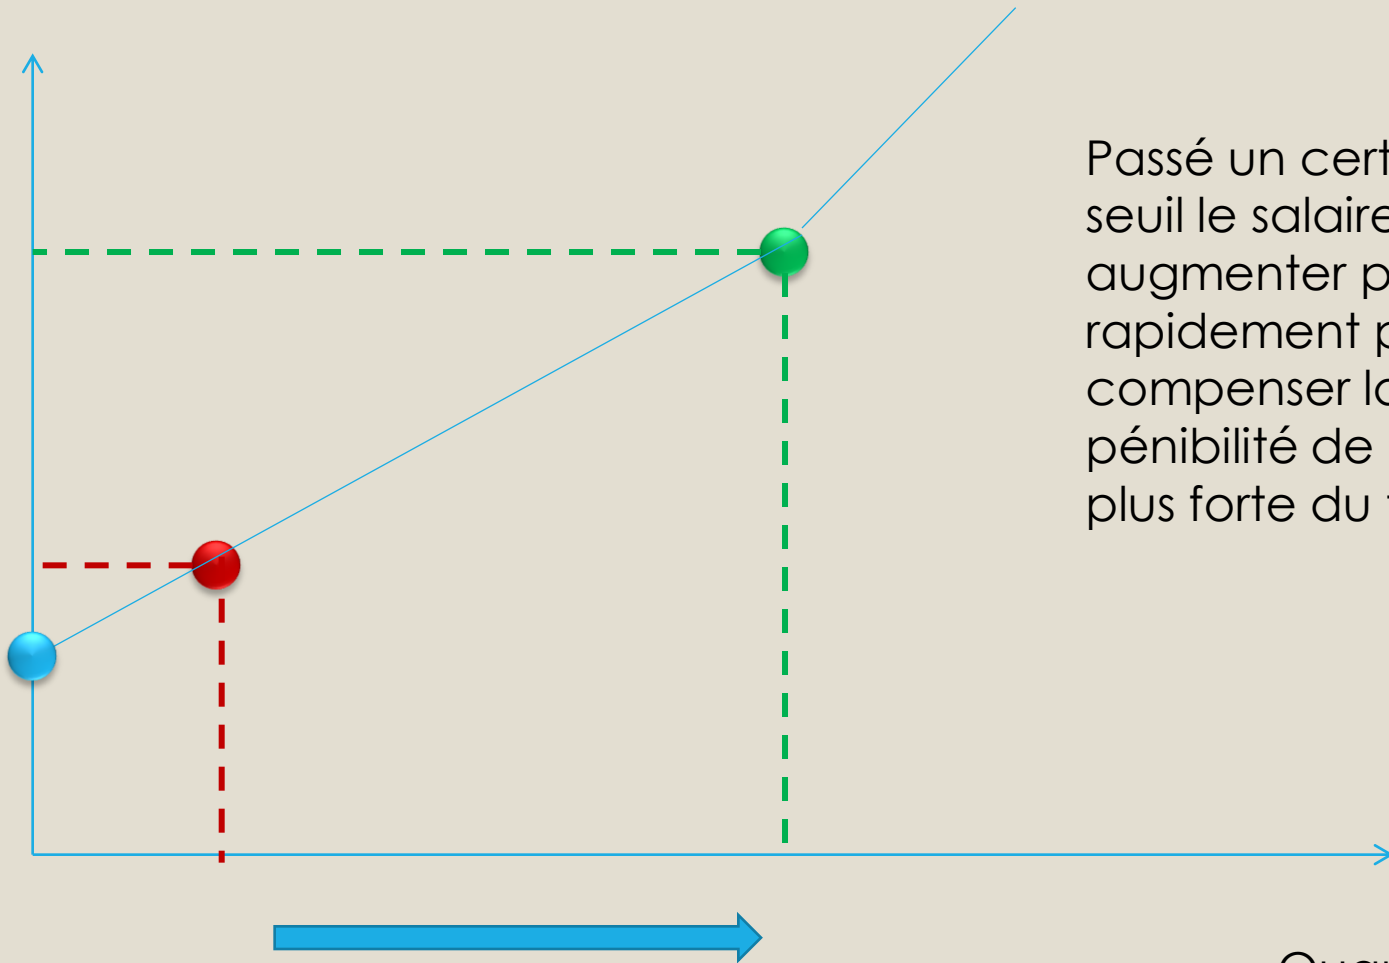 Passé un cert
seuil le salaire
augmenter p
rapidement p
compenser la
pénibilité de
plus forte du